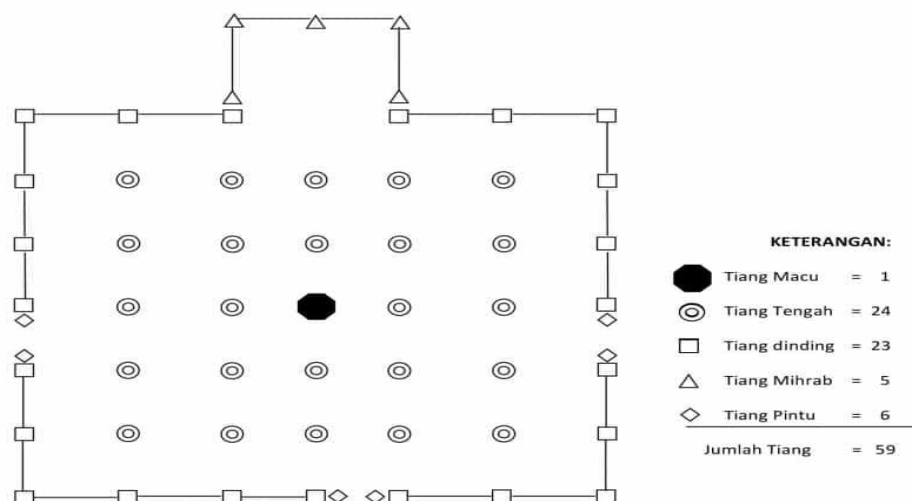 KETERANGAN:
Tiang Macu = 1
Tiang Tengah = 24
Tiang dinding = 23
Tiang Mihrab = 5
Tiang Pintu = 6
Jumlah Tiang = 59